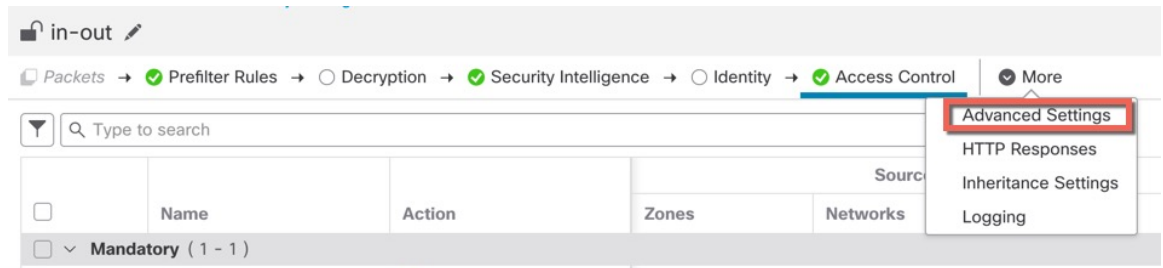 in-out
Packets → Prefilter Rules → Decryption → Security Intelligence → Identity → Access Control More
Advanced Settings
HTTP Responses
Inheritance Settings
Logging
Type to search
Sourc
Name Action Zones Networks
Mandatory (1 - 1)